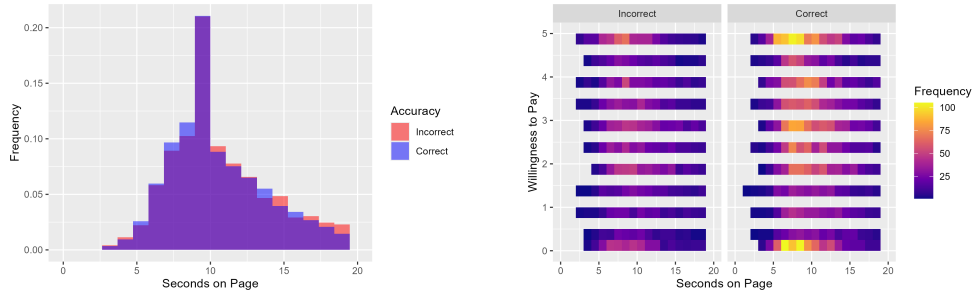 0.20
0.15
0.10
0.05
0.00
Frequency
0 5 10 15 20
Seconds on Page
Accuracy
Incorrect
Correct
Incorrect Correct
5
4
3
2
1
0
Willingness to Pay
0 5 10 15 20 0 5 10 15 20
Seconds on Page
Frequency
100
75
50
25